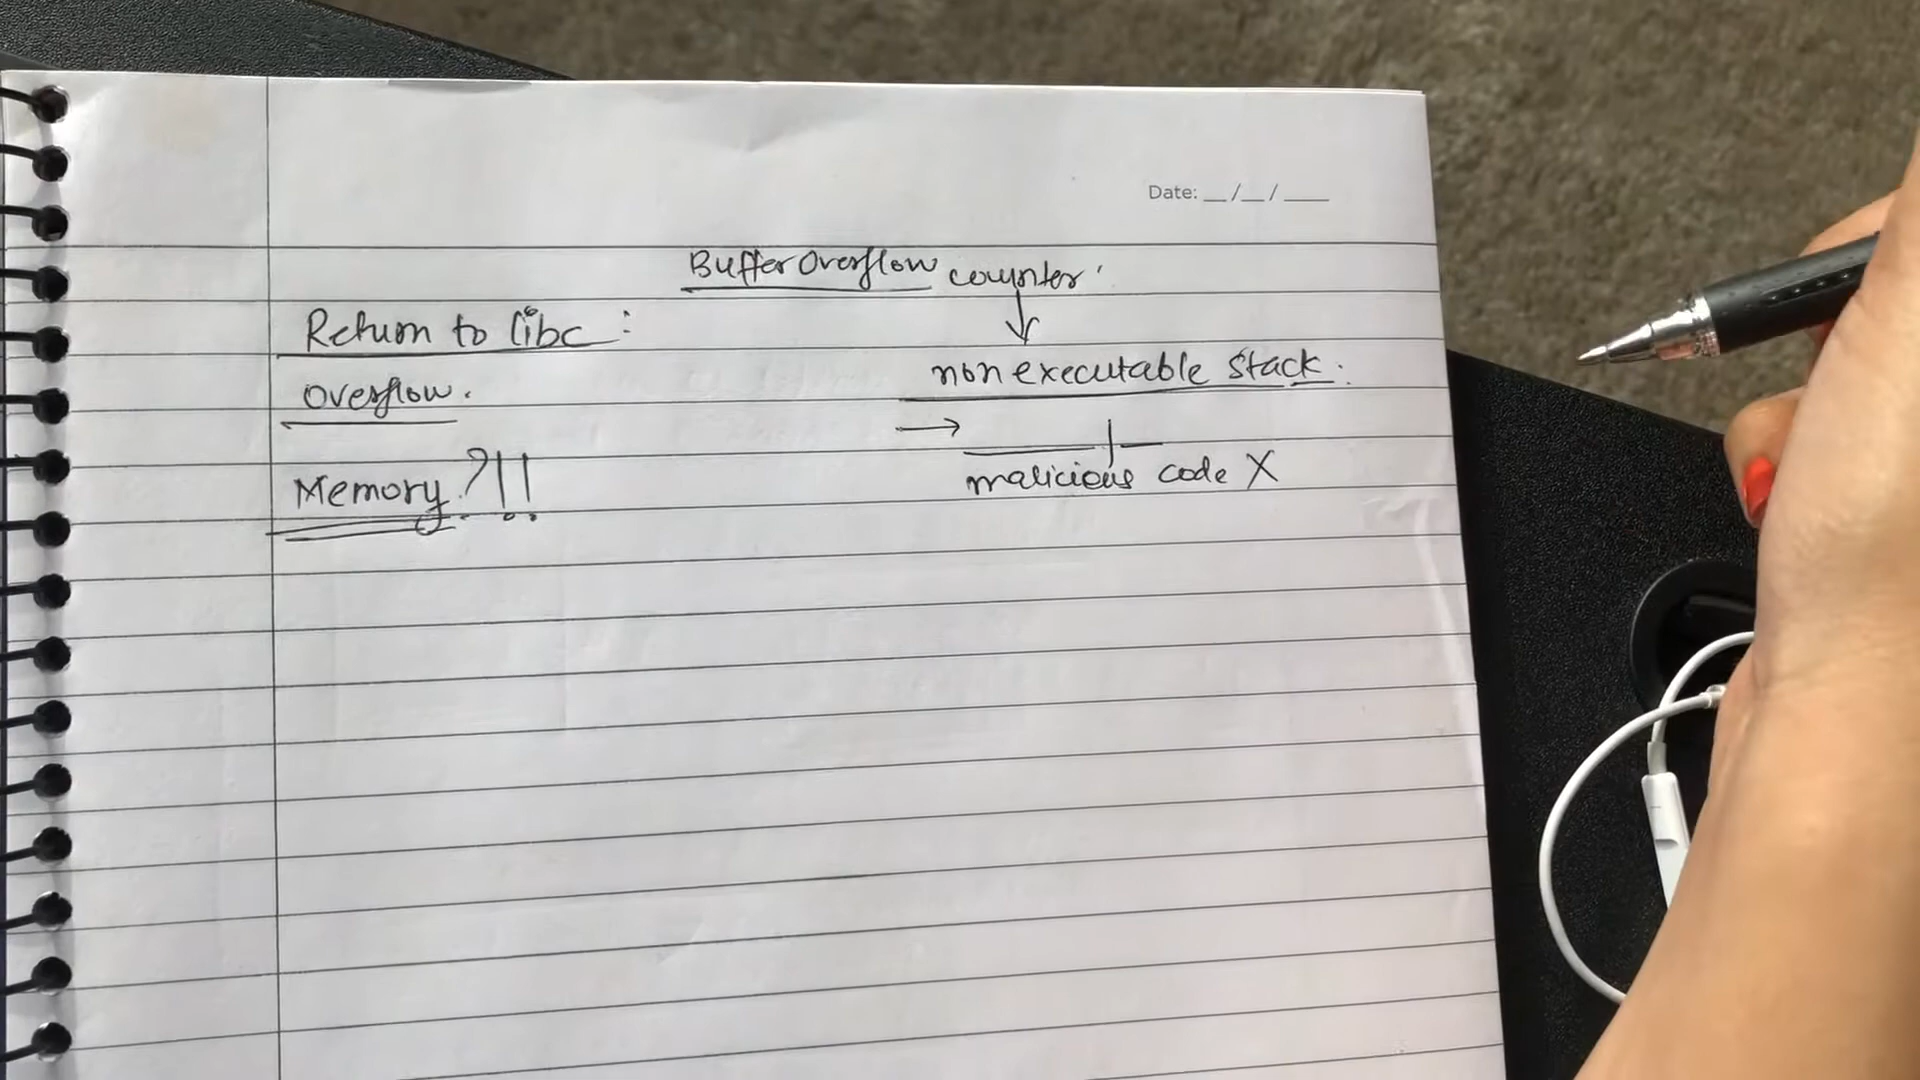 Date: __/__/____
Buffer Overflow counter.
Return to libc :
↓
non executable Stack.
Overflow.
→
malicious code X
Memory ?!!